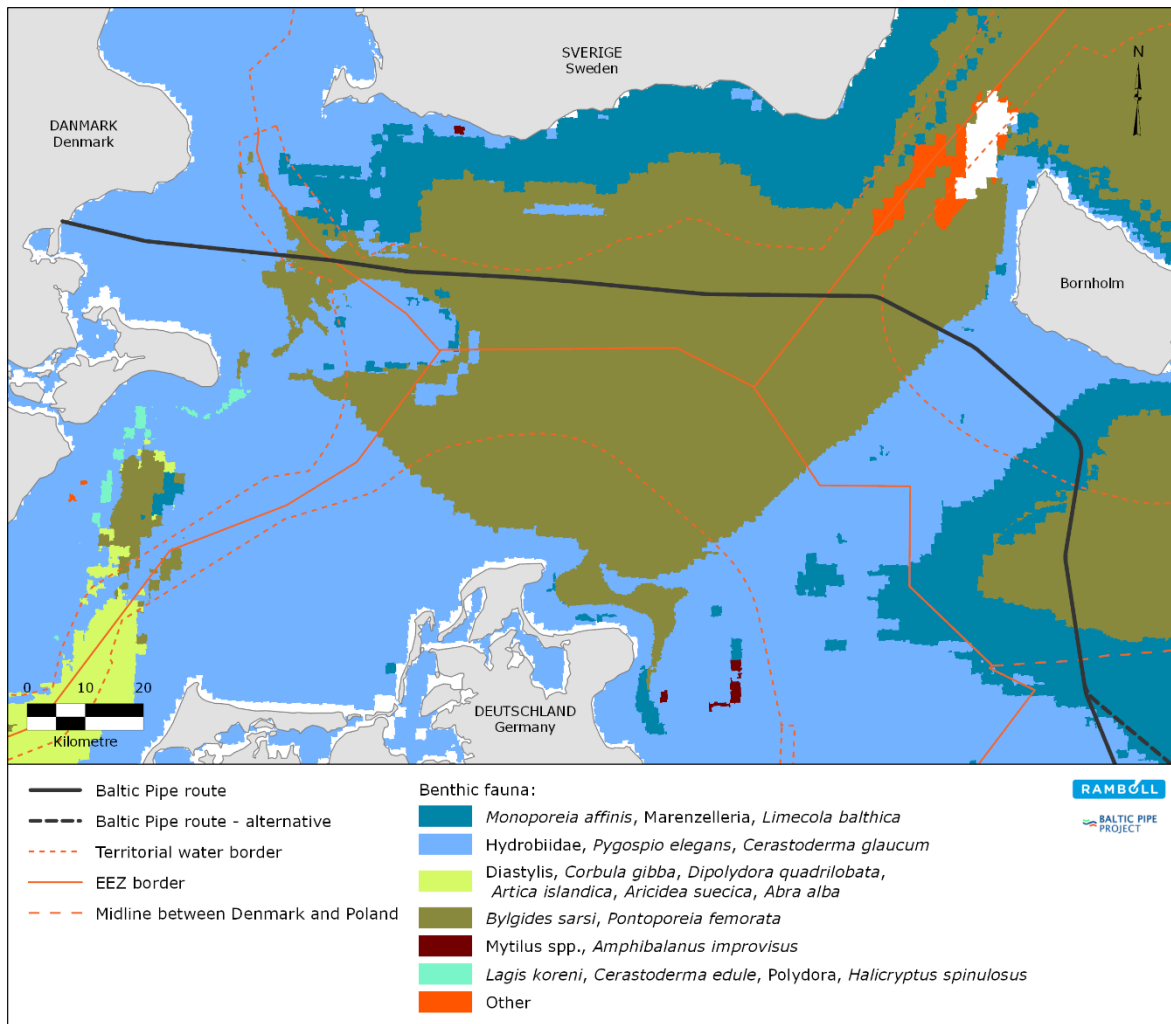 SVERIGE
Sweden
N
DANMARK
Denmark
Bornholm
0 10 20
Kilometre
DEUTSCHLAND
Germany
Baltic Pipe route
Baltic Pipe route - alternative
Territorial water border
EEZ border
Midline between Denmark and Poland
Benthic fauna:
Monoporeia affinis, Marenzelleria, Limecola balthica
Hydrobiidae, Pygospio elegans, Cerastoderma glaucum
Diastylis, Corbula gibba, Dipolydora quadrilobata,
Artica islandica, Aricidea suecica, Abra alba
Bylgides sarsi, Pontoporeia femorata
Mytilus spp., Amphibalanus improvisus
Lagis koreni, Cerastoderma edule, Polydora, Halicryptus spinulosus
Other
RAMBOLL
BALTIC PIPE
PROJECT